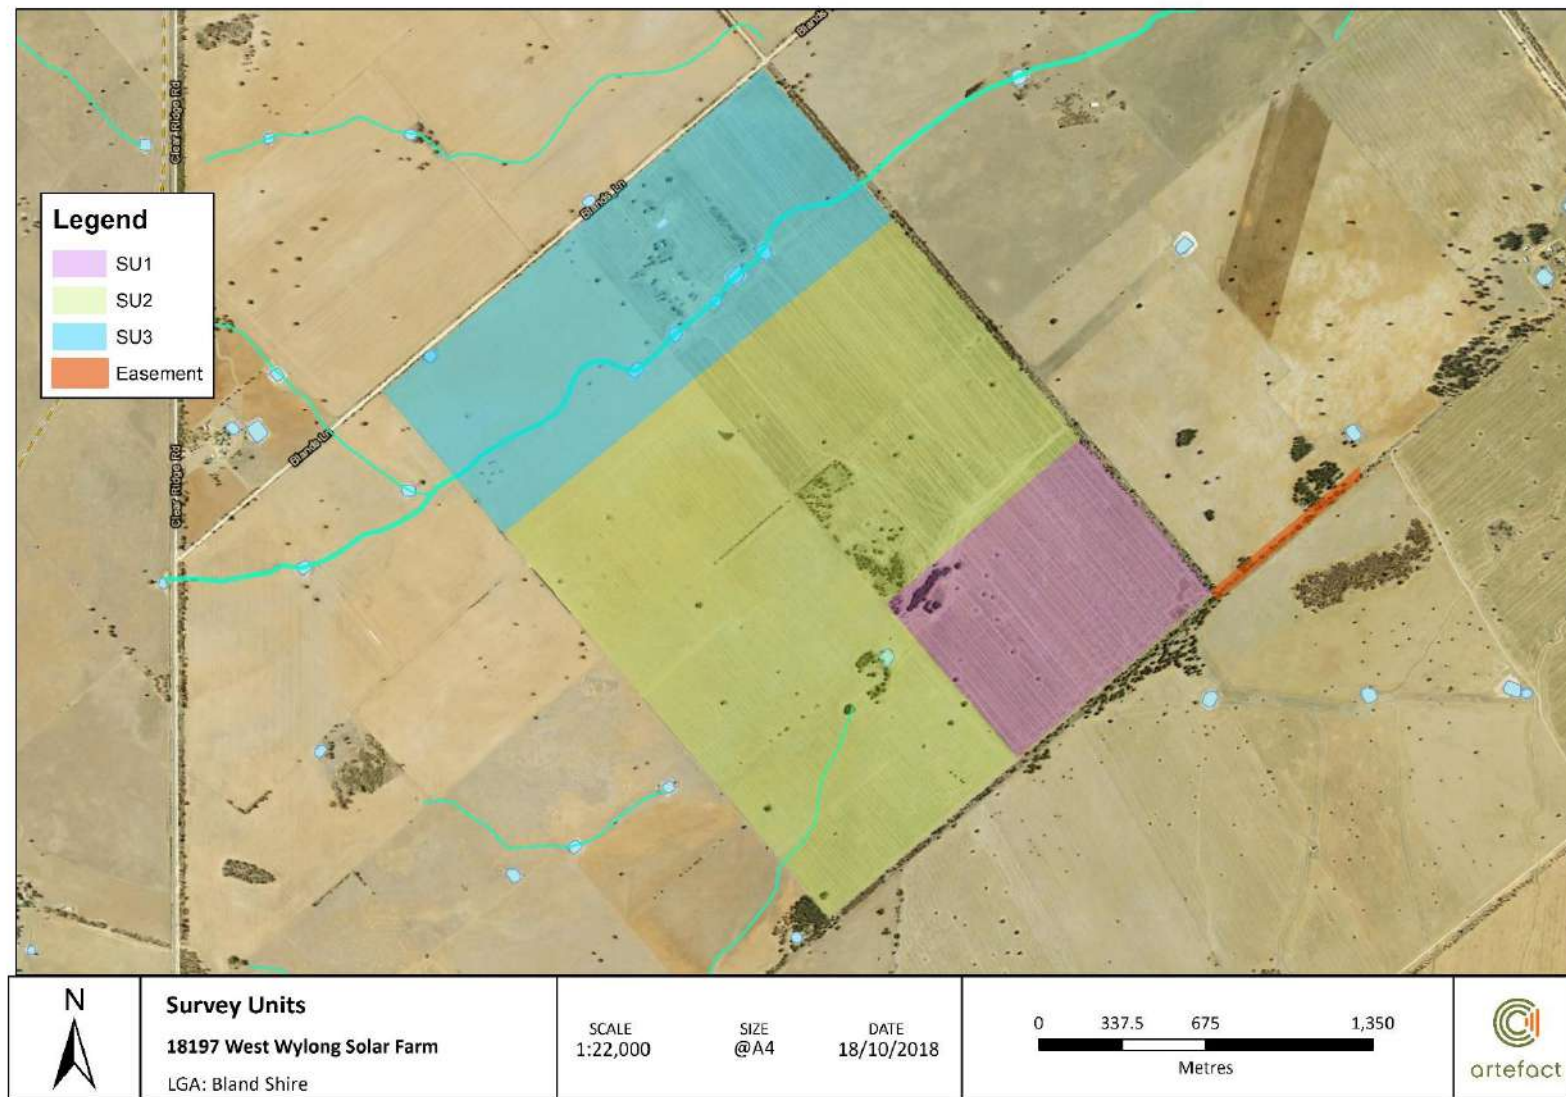 Blands
Clear Ridge Rd
Blands Ln
Legend
SU1
SU2
SU3
Easement
Blands Ln
Clear Ridge Rd
N
Survey Units
18197 West Wylong Solar Farm
LGA: Bland Shire
SCALE
1:22,000
SIZE
@A4
DATE
18/10/2018
0 337.5 675 1,350
Metres
artefact